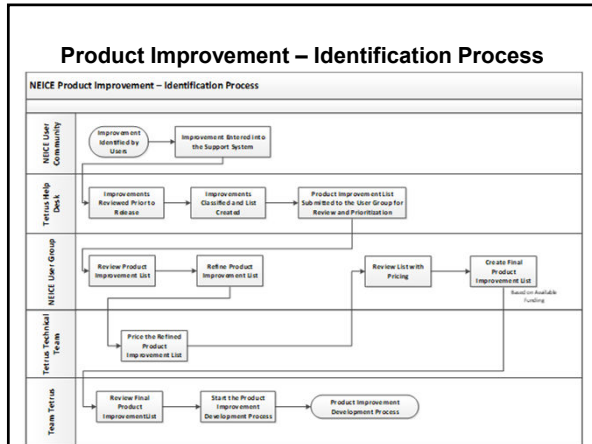 Product Improvement – Identification Process
NEICE Product Improvement – Identification Process
NEICE User
Community
Improvement
Identified by
Users
Improvement Entered Into
the Support System
Tetrus Help
Desk
Improvements
Reviewed Prior to
Release
Improvements
Classified and List
Created
Product Improvement List
Submitted to the User Group for
Review and Prioritization
NEICE User Group
Review Product
Improvement List
Refine Product
Improvement List
Review List with
Pricing
Create Final
Product
Improvement List
Based on Available
Funding
Tetrus Technical
Team
Price the Refined
Product
Improvement List
Team Tetrus
Review Final
Product
ImprovementList
Start the Product
Improvement
Development Process
Product Improvement
Development Process